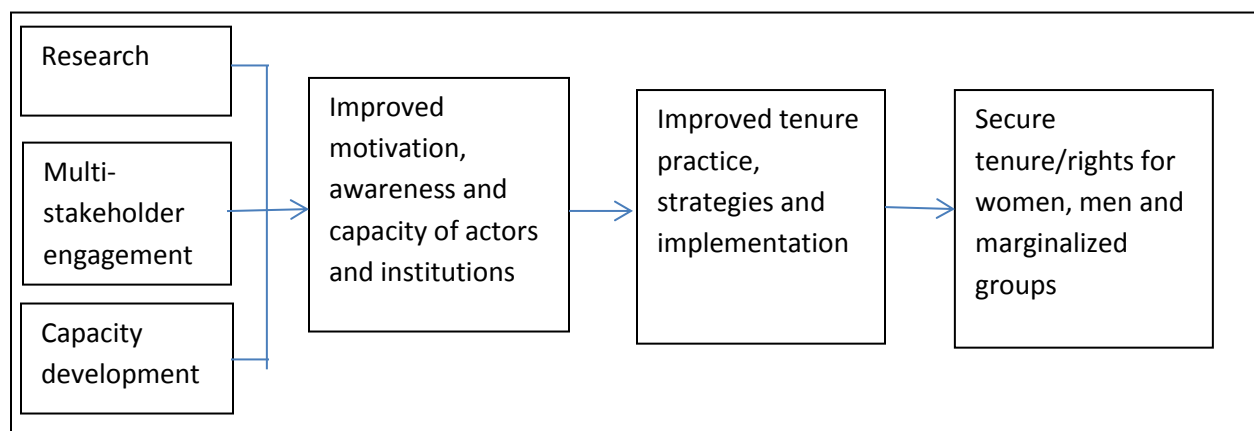 Research
Multi-
stakeholder
engagement
Capacity
development
Improved
motivation,
awareness and
capacity of actors
and institutions
Improved tenure
practice,
strategies and
implementation
Secure
tenure/rights for
women, men and
marginalized
groups